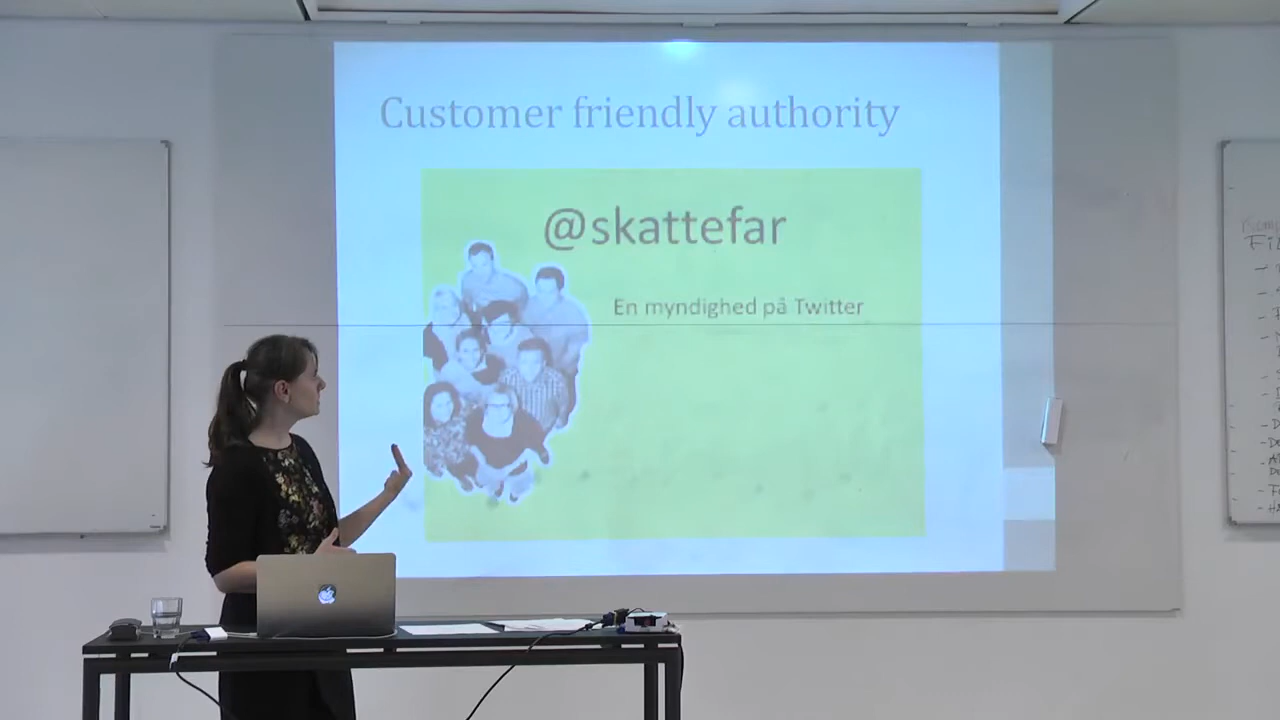 Customer friendly authority
@skattefar
En myndighed på Twitter